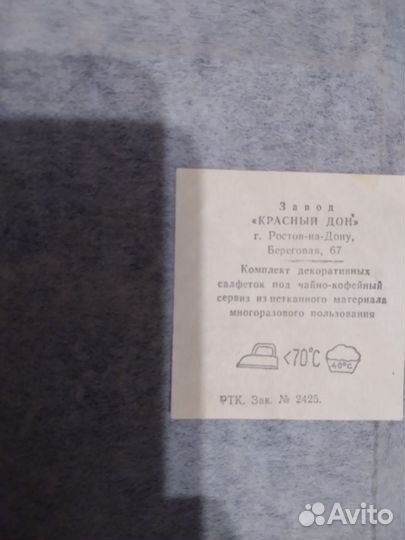 Завод
«КРАСНЫЙ ДОН»
г. Ростов-на-Дону,
Береговая, 67
Комплект декоративных
салфеток под чайно-кофейный
сервиз из нетканного материала
многоразового пользования
<70°С 40°С
РТК. Зак. № 2425.
Avito